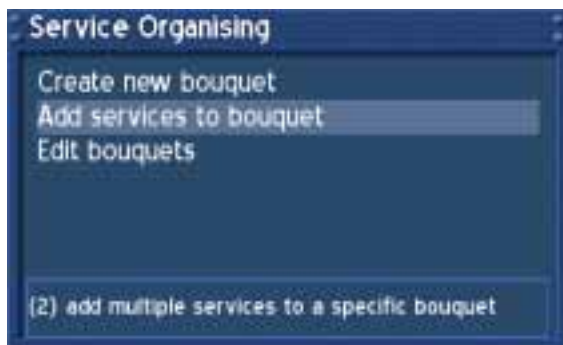 Service Organising
Create new bouquet
Add services to bouquet
Edit bouquets
(2) add multiple services to a specific bouquet